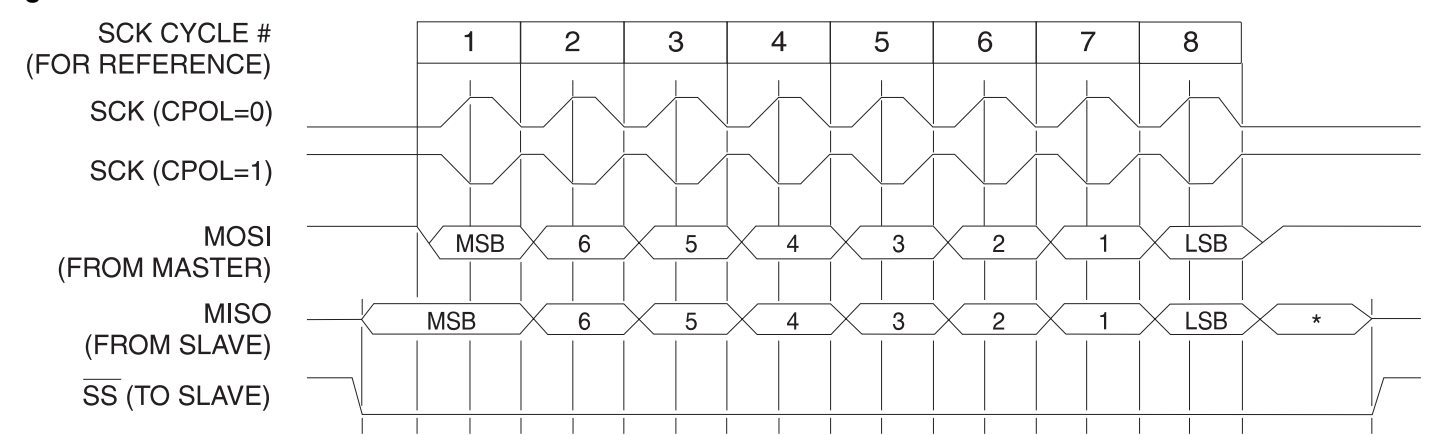 SCK CYCLE #
(FOR REFERENCE)
1 2 3 4 5 6 7 8
SCK (CPOL=0)
SCK (CPOL=1)
MOSI
(FROM MASTER)
MSB 6 5 4 3 2 1 LSB
MISO
(FROM SLAVE)
MSB 6 5 4 3 2 1 LSB *
S̅S̅ (TO SLAVE)